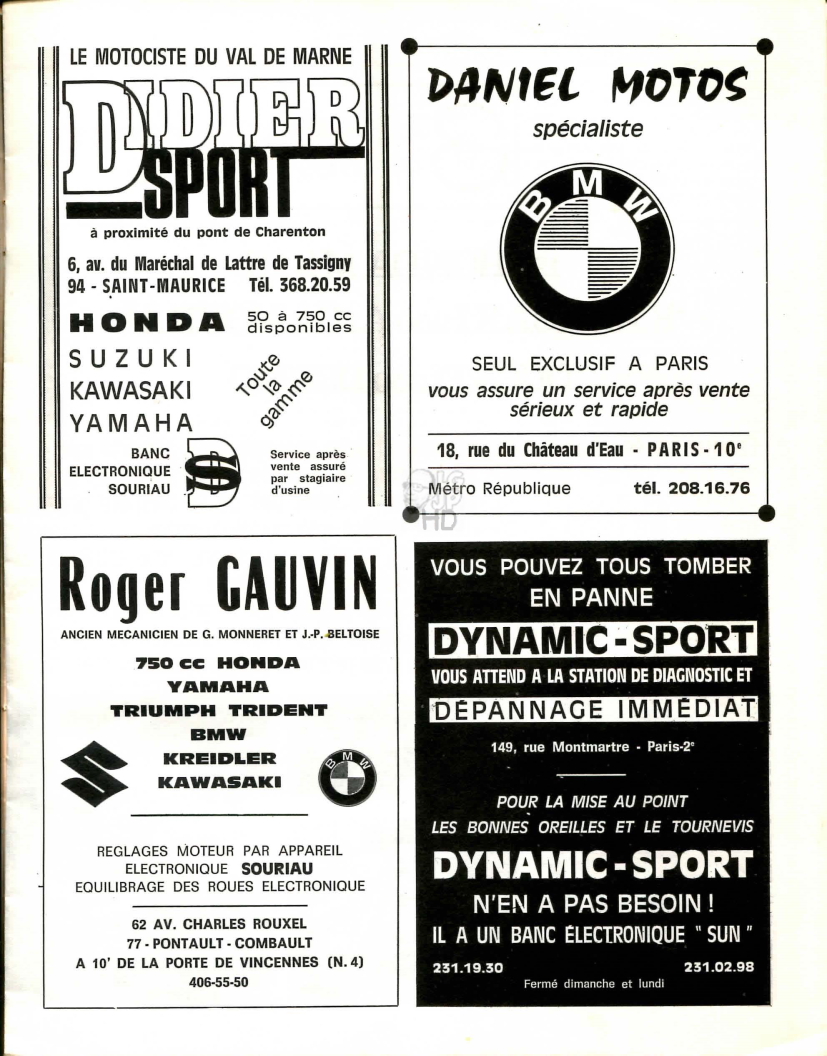 LE MOTOCISTE DU VAL DE MARNE
DIDIER
SPORT
à proximité du pont de Charenton
6, av. du Maréchal de Lattre de Tassigny
94 - SAINT-MAURICE Tél. 368.20.59
HONDA 50 à 750 cc
disponibles
SUZUKI
KAWASAKI
YAMAHA
Toute
la
gamme
BANC
ELECTRONIQUE
SOURIAU
DS
Service après
vente assuré
par stagiaire
d'usine
DANIEL MOTOS
spécialiste
BMW
SEUL EXCLUSIF A PARIS
vous assure un service après vente
sérieux et rapide
18, rue du Château d'Eau - PARIS - 10e
Métro République tél. 208.16.76
HD
Roger GAUVIN
ANCIEN MECANICIEN DE G. MONNERET ET J.-P. BELTOISE
750 cc HONDA
YAMAHA
TRIUMPH TRIDENT
BMW
KREIDLER
KAWASAKI
BMW
REGLAGES MOTEUR PAR APPAREIL
ELECTRONIQUE SOURIAU
EQUILIBRAGE DES ROUES ELECTRONIQUE
62 AV. CHARLES ROUXEL
77 - PONTAULT - COMBAULT
A 10' DE LA PORTE DE VINCENNES (N. 4)
406-55-50
VOUS POUVEZ TOUS TOMBER
EN PANNE
DYNAMIC - SPORT
VOUS ATTEND A LA STATION DE DIAGNOSTIC ET
DÉPANNAGE IMMÉDIAT
149, rue Montmartre - Paris-2e
POUR LA MISE AU POINT
LES BONNES OREILLES ET LE TOURNEVIS
DYNAMIC - SPORT
N'EN A PAS BESOIN !
IL A UN BANC ÉLECTRONIQUE " SUN "
231.19.30 231.02.98
Fermé dimanche et lundi